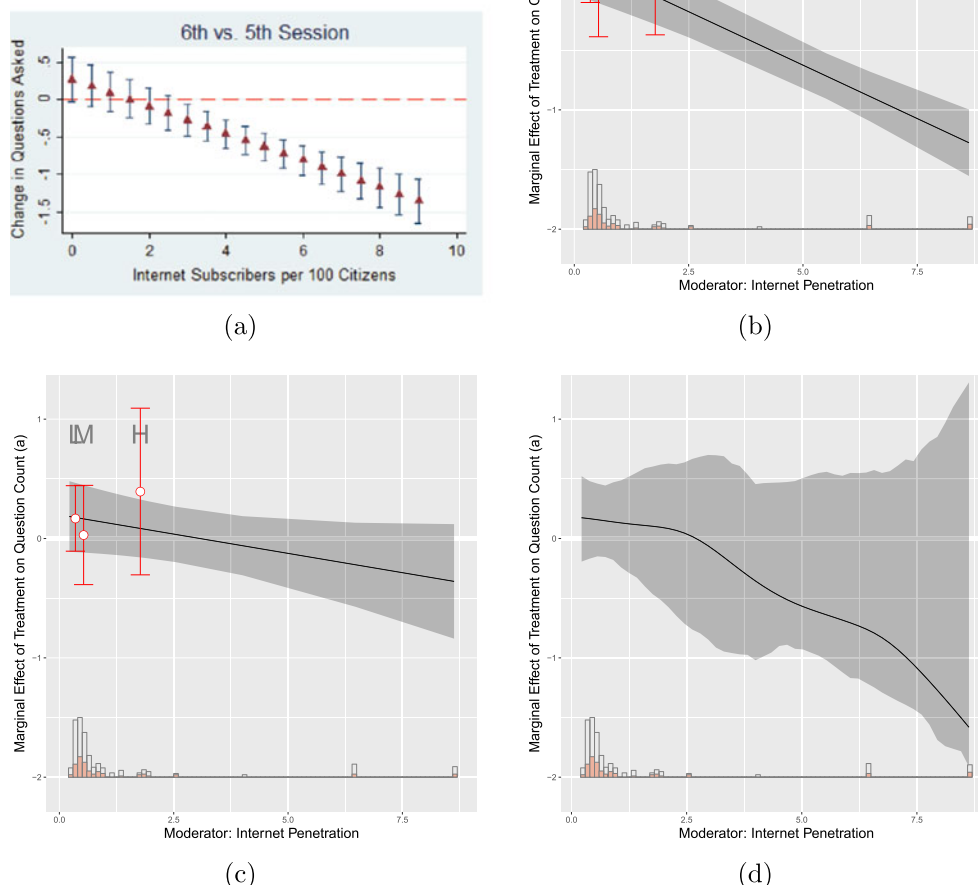 6th vs. 5th Session
Change in Questions Asked
.5
0
-.5
-1
-1.5
0 2 4 6 8 10
Internet Subscribers per 100 Citizens
(a)
Marginal Effect of Treatment on
−1
−2
0.0 2.5 5.0 7.5
Moderator: Internet Penetration
(b)
Marginal Effect of Treatment on Question Count (a)
1
0
−1
−2
L M H
0.0 2.5 5.0 7.5
Moderator: Internet Penetration
(c)
Marginal Effect of Treatment on Question Count (a)
1
0
−1
−2
0.0 2.5 5.0 7.5
Moderator: Internet Penetration
(d)